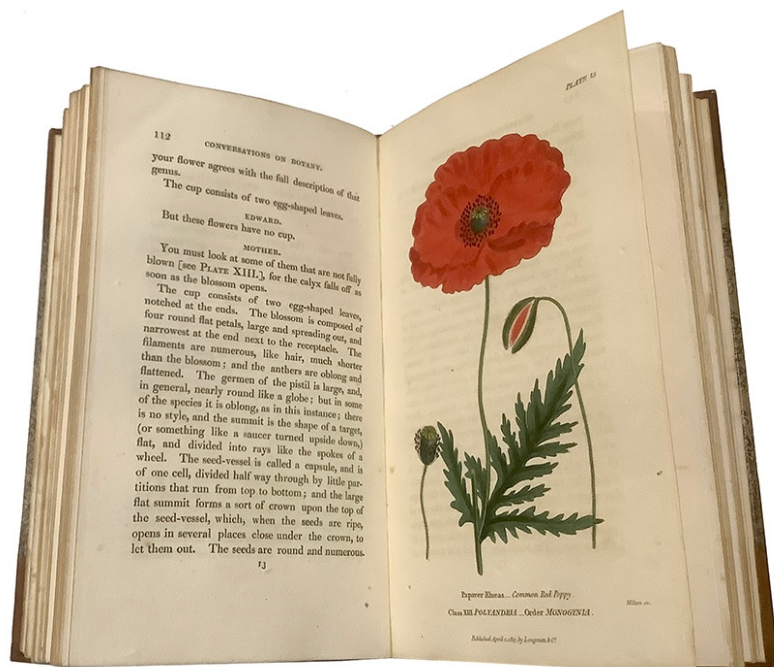 112
CONVERSATIONS ON BOTANY.
your flower agrees with the full description of that
genus.
The cup consists of two egg-shaped leaves.
EDWARD.
But these flowers have no cup.
MOTHER.
You must look at some of them that are not fully
blown [see PLATE XIII.], for the calyx falls off as
soon as the blossom opens.
The cup consists of two egg-shaped leaves,
notched at the ends. The blossom is composed of
four round flat petals, large and spreading out, and
narrowest at the end next to the receptacle. The
filaments are numerous, like hair, much shorter
than the blossom; and the anthers are oblong and
flattened. The germen of the pistil is large, and,
in general, nearly round like a globe; but in some
of the species it is oblong, as in this instance; there
is no style, and the summit is the shape of a target,
(or something like a saucer turned upside down,)
flat, and divided into rays like the spokes of a
wheel. The seed-vessel is called a capsule, and is
of one cell, divided half way through by little par-
titions that run from top to bottom; and the large
flat summit forms a sort of crown upon the top of
the seed-vessel, which, when the seeds are ripe,
opens in several places close under the crown, to
let them out. The seeds are round and numerous.
13
PLATE 13
Papaver Rhœas... Common Red Poppy.
Class XIII. POLYANDRIA... Order MONOGYNIA.
Milton sc.
Published April 1, 1817, by Longman & Co.